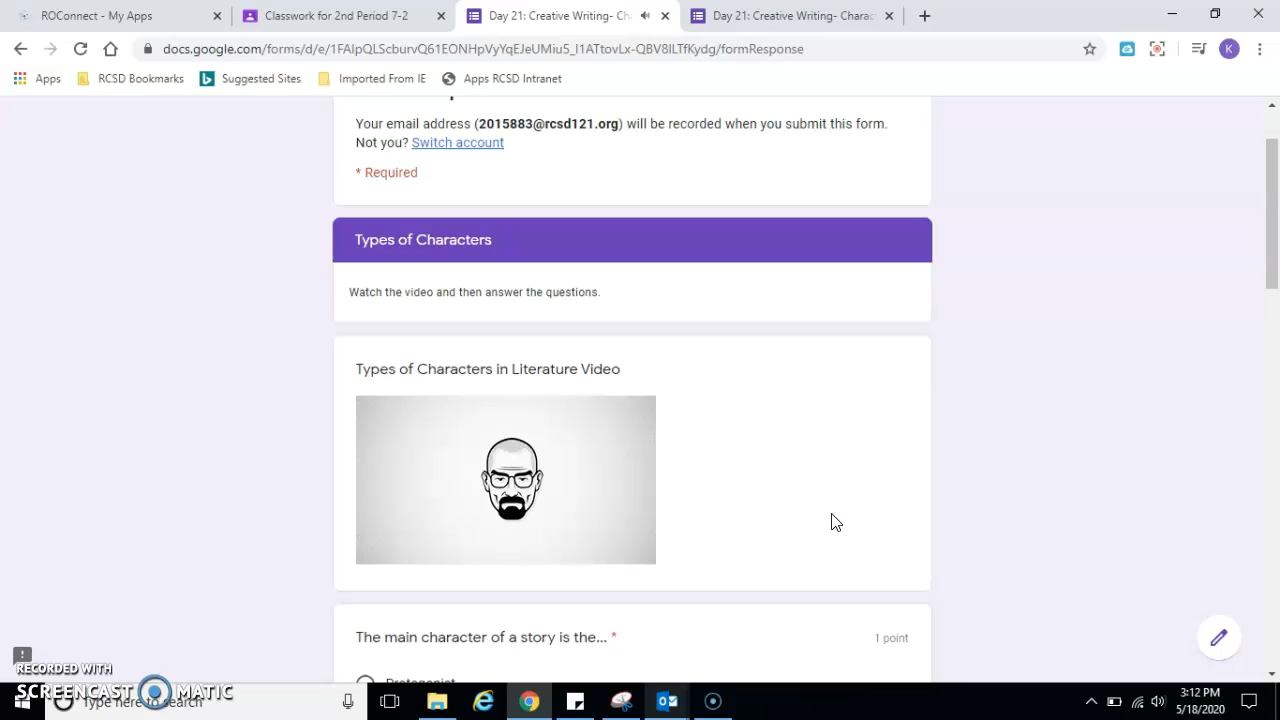 ROConnect - My Apps
Classwork for 2nd Period 7-2
Day 21: Creative Writing- Ch
Day 21: Creative Writing- Charac
docs.google.com/forms/d/e/1FAIpQLScburvQ61EONHpVyYqEJeUMiu5_I1ATtovLx-QBV8lLTfKydg/formResponse
K
Apps
RCSD Bookmarks
Suggested Sites
Imported From IE
Apps RCSD Intranet
Your email address (2015883@rcsd121.org) will be recorded when you submit this form.
Not you? Switch account
* Required
Types of Characters
Watch the video and then answer the questions.
Types of Characters in Literature Video
The main character of a story is the... *
1 point
Protagonist
RECORDED WITH
SCREENCAST MATIC
Type here to search
3:12 PM
5/18/2020